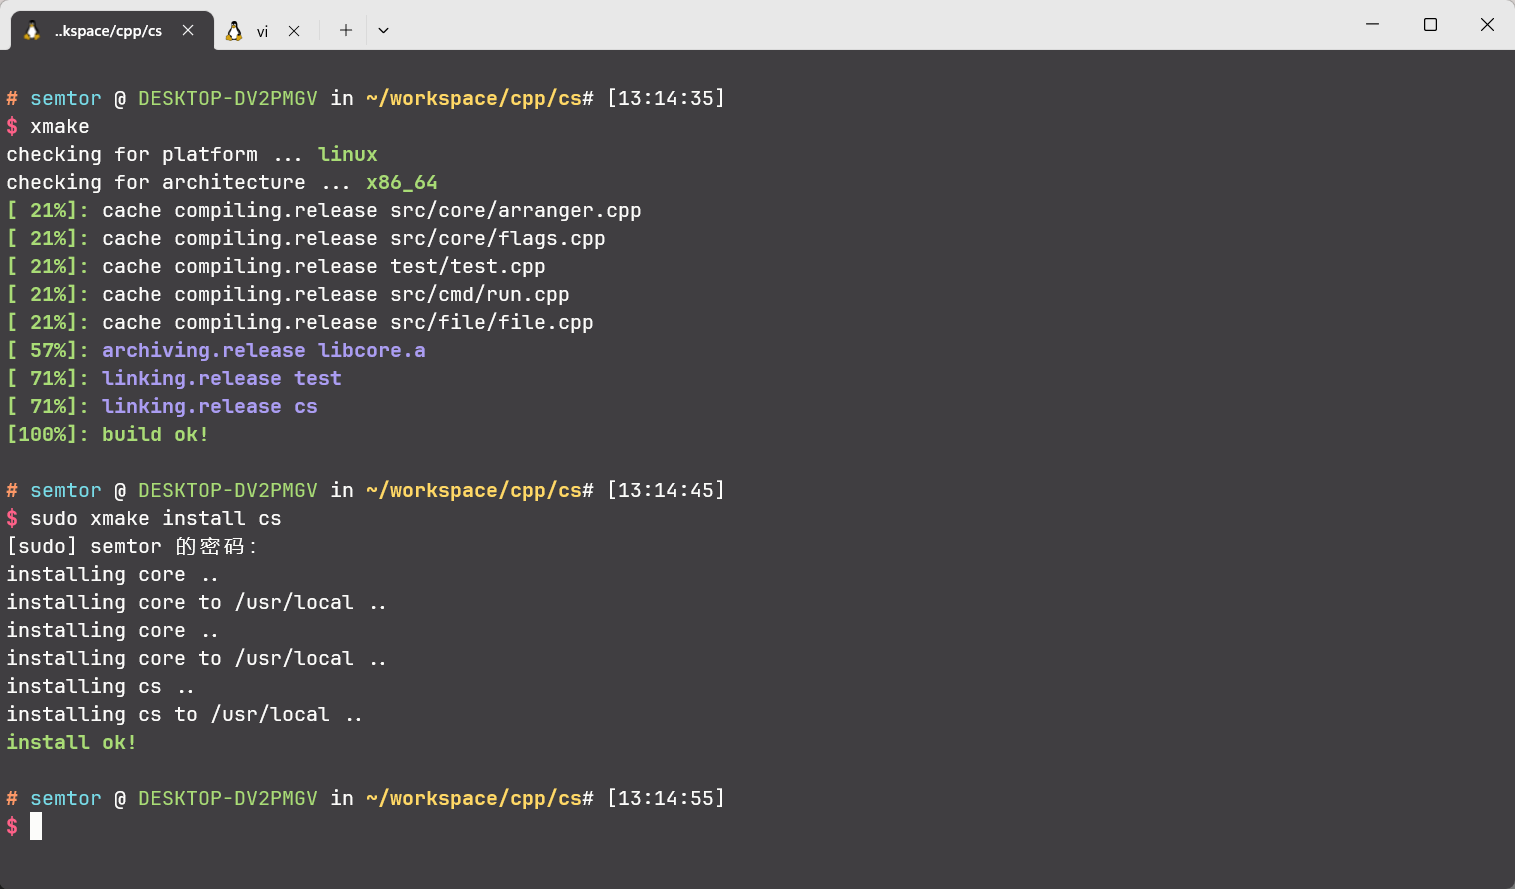 ..kspace/cpp/cs
vi
# semtor @ DESKTOP-DV2PMGV in ~/workspace/cpp/cs# [13:14:35]
$ xmake
checking for platform ... linux
checking for architecture ... x86_64
[ 21%]: cache compiling.release src/core/arranger.cpp
[ 21%]: cache compiling.release src/core/flags.cpp
[ 21%]: cache compiling.release test/test.cpp
[ 21%]: cache compiling.release src/cmd/run.cpp
[ 21%]: cache compiling.release src/file/file.cpp
[ 57%]: archiving.release libcore.a
[ 71%]: linking.release test
[ 71%]: linking.release cs
[100%]: build ok!
# semtor @ DESKTOP-DV2PMGV in ~/workspace/cpp/cs# [13:14:45]
$ sudo xmake install cs
[sudo] semtor 的密码：
installing core ..
installing core to /usr/local ..
installing core ..
installing core to /usr/local ..
installing cs ..
installing cs to /usr/local ..
install ok!
# semtor @ DESKTOP-DV2PMGV in ~/workspace/cpp/cs# [13:14:55]
$